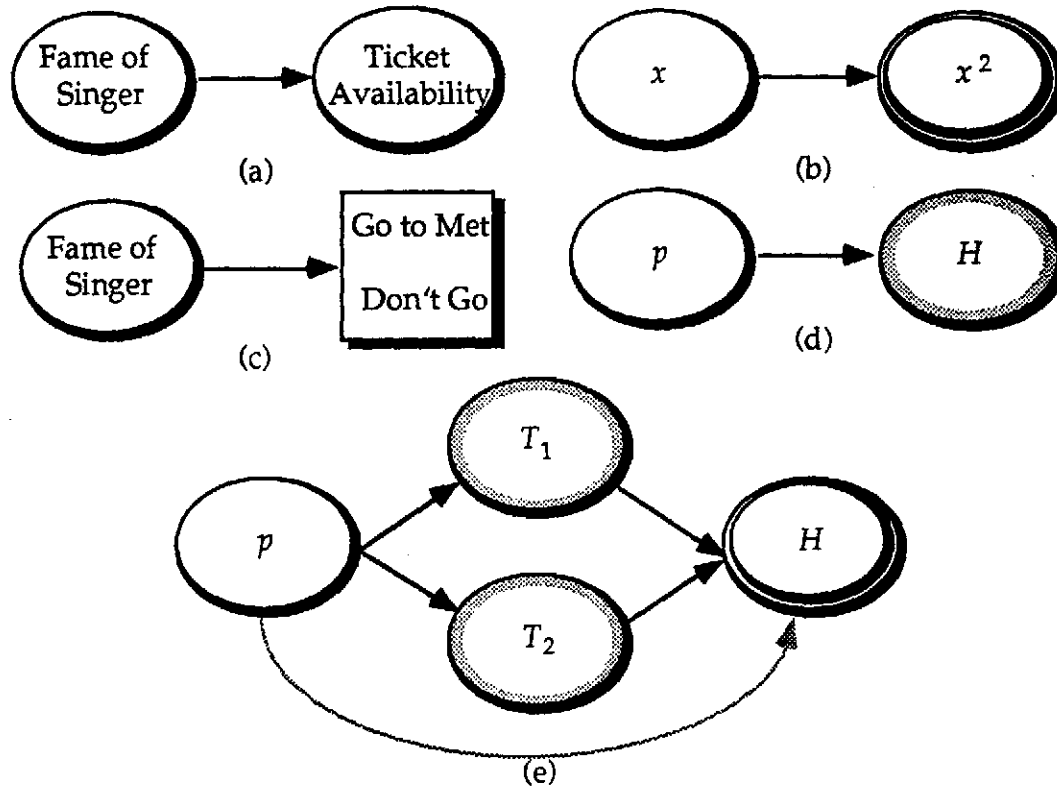 Fame of
Singer
Ticket
Availability
(a)
x
x²
(b)
Fame of
Singer
Go to Met
Don't Go
(c)
p
H
(d)
T₁
p
H
T₂
(e)